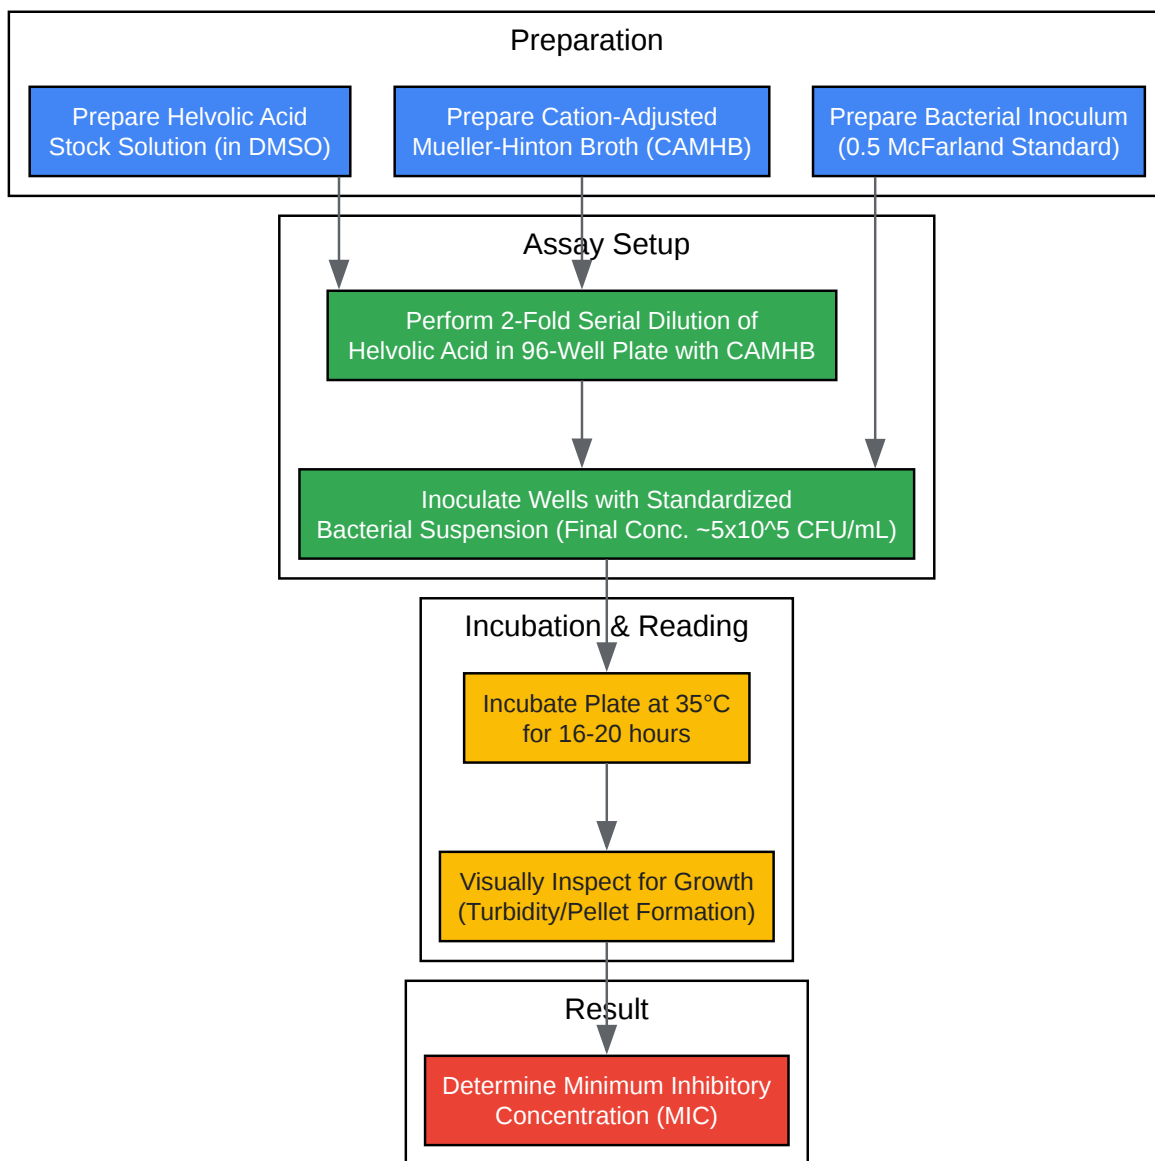 Preparation
Prepare Helvolic Acid
Stock Solution (in DMSO)
Prepare Cation-Adjusted
Mueller-Hinton Broth (CAMHB)
Prepare Bacterial Inoculum
(0.5 McFarland Standard)
Assay Setup
Perform 2-Fold Serial Dilution of
Helvolic Acid in 96-Well Plate with CAMHB
Inoculate Wells with Standardized
Bacterial Suspension (Final Conc. ~5x10^5 CFU/mL)
Incubation & Reading
Incubate Plate at 35°C
for 16-20 hours
Visually Inspect for Growth
(Turbidity/Pellet Formation)
Result
Determine Minimum Inhibitory
Concentration (MIC)